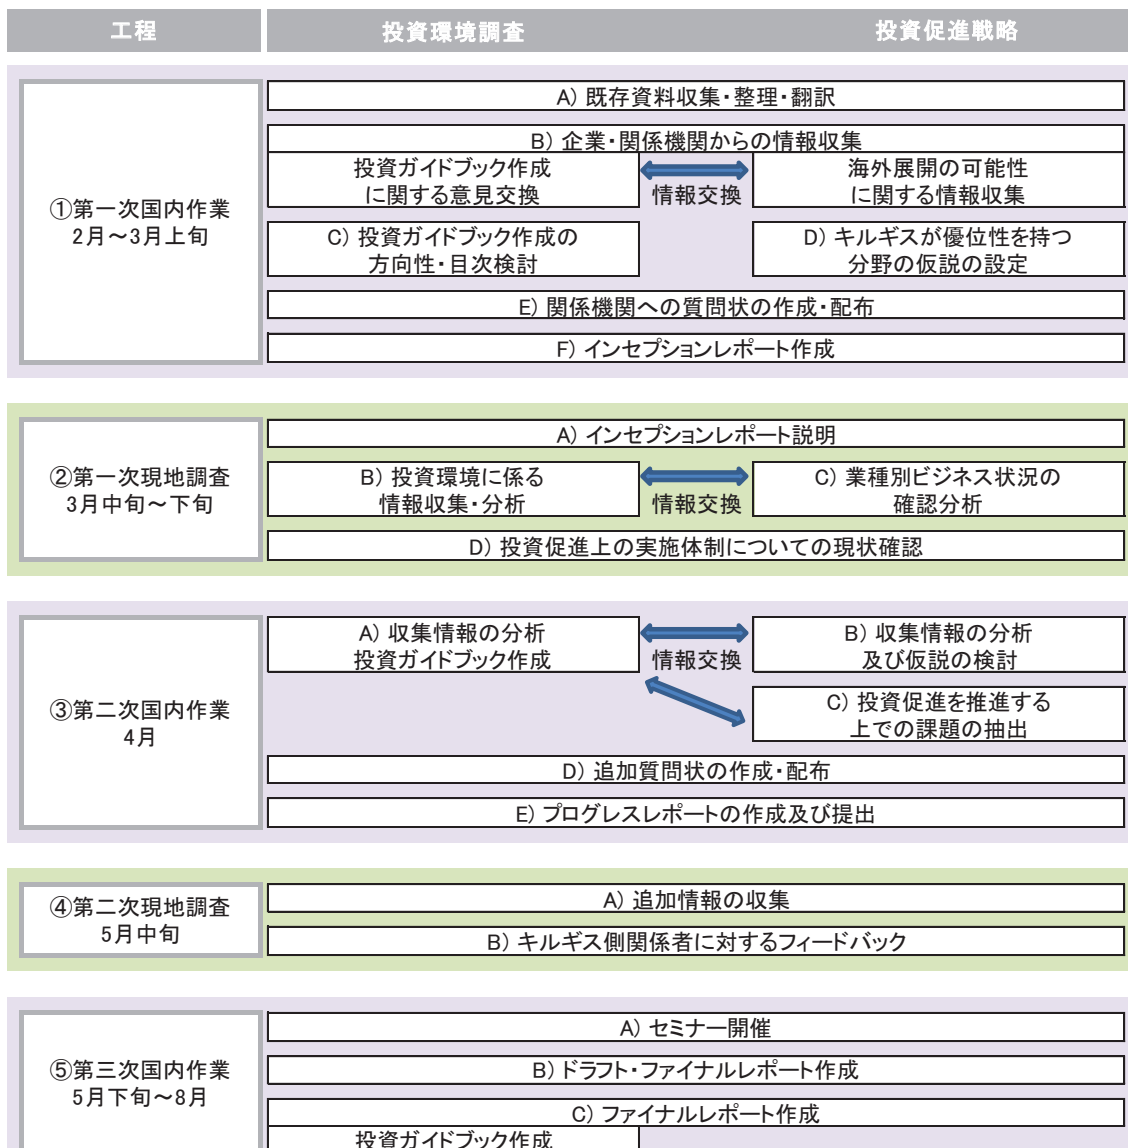 工程
投資環境調査
投資促進戦略
①第一次国内作業
2月～3月上旬
A) 既存資料収集・整理・翻訳
B) 企業・関係機関からの情報収集
投資ガイドブック作成
に関する意見交換
情報交換
海外展開の可能性
に関する情報収集
C) 投資ガイドブック作成の
方向性・目次検討
D) キルギスが優位性を持つ
分野の仮説の設定
E) 関係機関への質問状の作成・配布
F) インセプションレポート作成
②第一次現地調査
3月中旬～下旬
A) インセプションレポート説明
B) 投資環境に係る
情報収集・分析
情報交換
C) 業種別ビジネス状況の
確認分析
D) 投資促進上の実施体制についての現状確認
③第二次国内作業
4月
A) 収集情報の分析
投資ガイドブック作成
情報交換
B) 収集情報の分析
及び仮説の検討
C) 投資促進を推進する
上での課題の抽出
D) 追加質問状の作成・配布
E) プログレスレポートの作成及び提出
④第二次現地調査
5月中旬
A) 追加情報の収集
B) キルギス側関係者に対するフィードバック
⑤第三次国内作業
5月下旬～8月
A) セミナー開催
B) ドラフト・ファイナルレポート作成
C) ファイナルレポート作成
投資ガイドブック作成